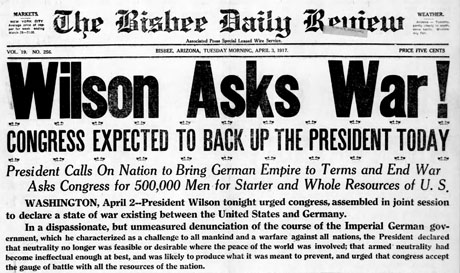 MARKETS.
The Bisbee Daily Review
WEATHER.
Associated Press Special Leased Wire Service.
VOL. 19. NO. 256.
BISBEE, ARIZONA, TUESDAY MORNING, APRIL 3, 1917.
PRICE FIVE CENTS
Wilson Asks War!
CONGRESS EXPECTED TO BACK UP THE PRESIDENT TODAY
President Calls On Nation to Bring German Empire to Terms and End War
Asks Congress for 500,000 Men for Starter and Whole Resources of U. S.
WASHINGTON, April 2--President Wilson tonight urged congress, assembled in joint session
to declare a state of war existing between the United States and Germany.
In a dispassionate, but unmeasured denunciation of the course of the Imperial German gov-
ernment, which he characterized as a challenge to all mankind and a warfare against all nations, the President declared
that neutrality no longer was feasible or desirable where the peace of the world was involved; that armed neutrality had
become ineffectual enough at best, and was likely to produce what it was meant to prevent, and urged that congress accept
the gauge of battle with all the resources of the nation.